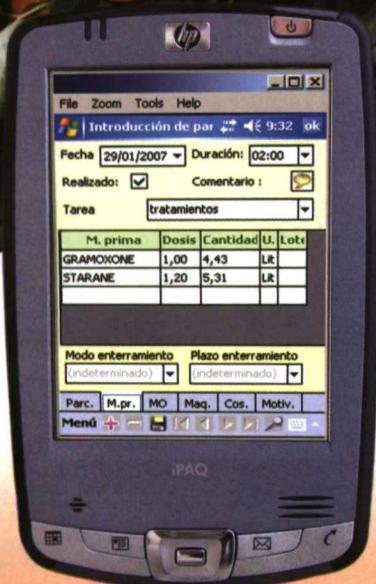 hp
File Zoom Tools Help
Introducción de par 9:32 ok
Fecha 29/01/2007 Duración: 02:00
Realizado: Comentario :
Tarea tratamientos
M. prima Dosis Cantidad U. Lote
GRAMOXONE 1,00 4,43 Lit
STARANE 1,20 5,31 Lit
Modo enterramiento Plazo enterramiento
(indeterminado) (indeterminado)
Parc. M.pr. MO Maq. Cos. Motiv.
Menú
iPAQ